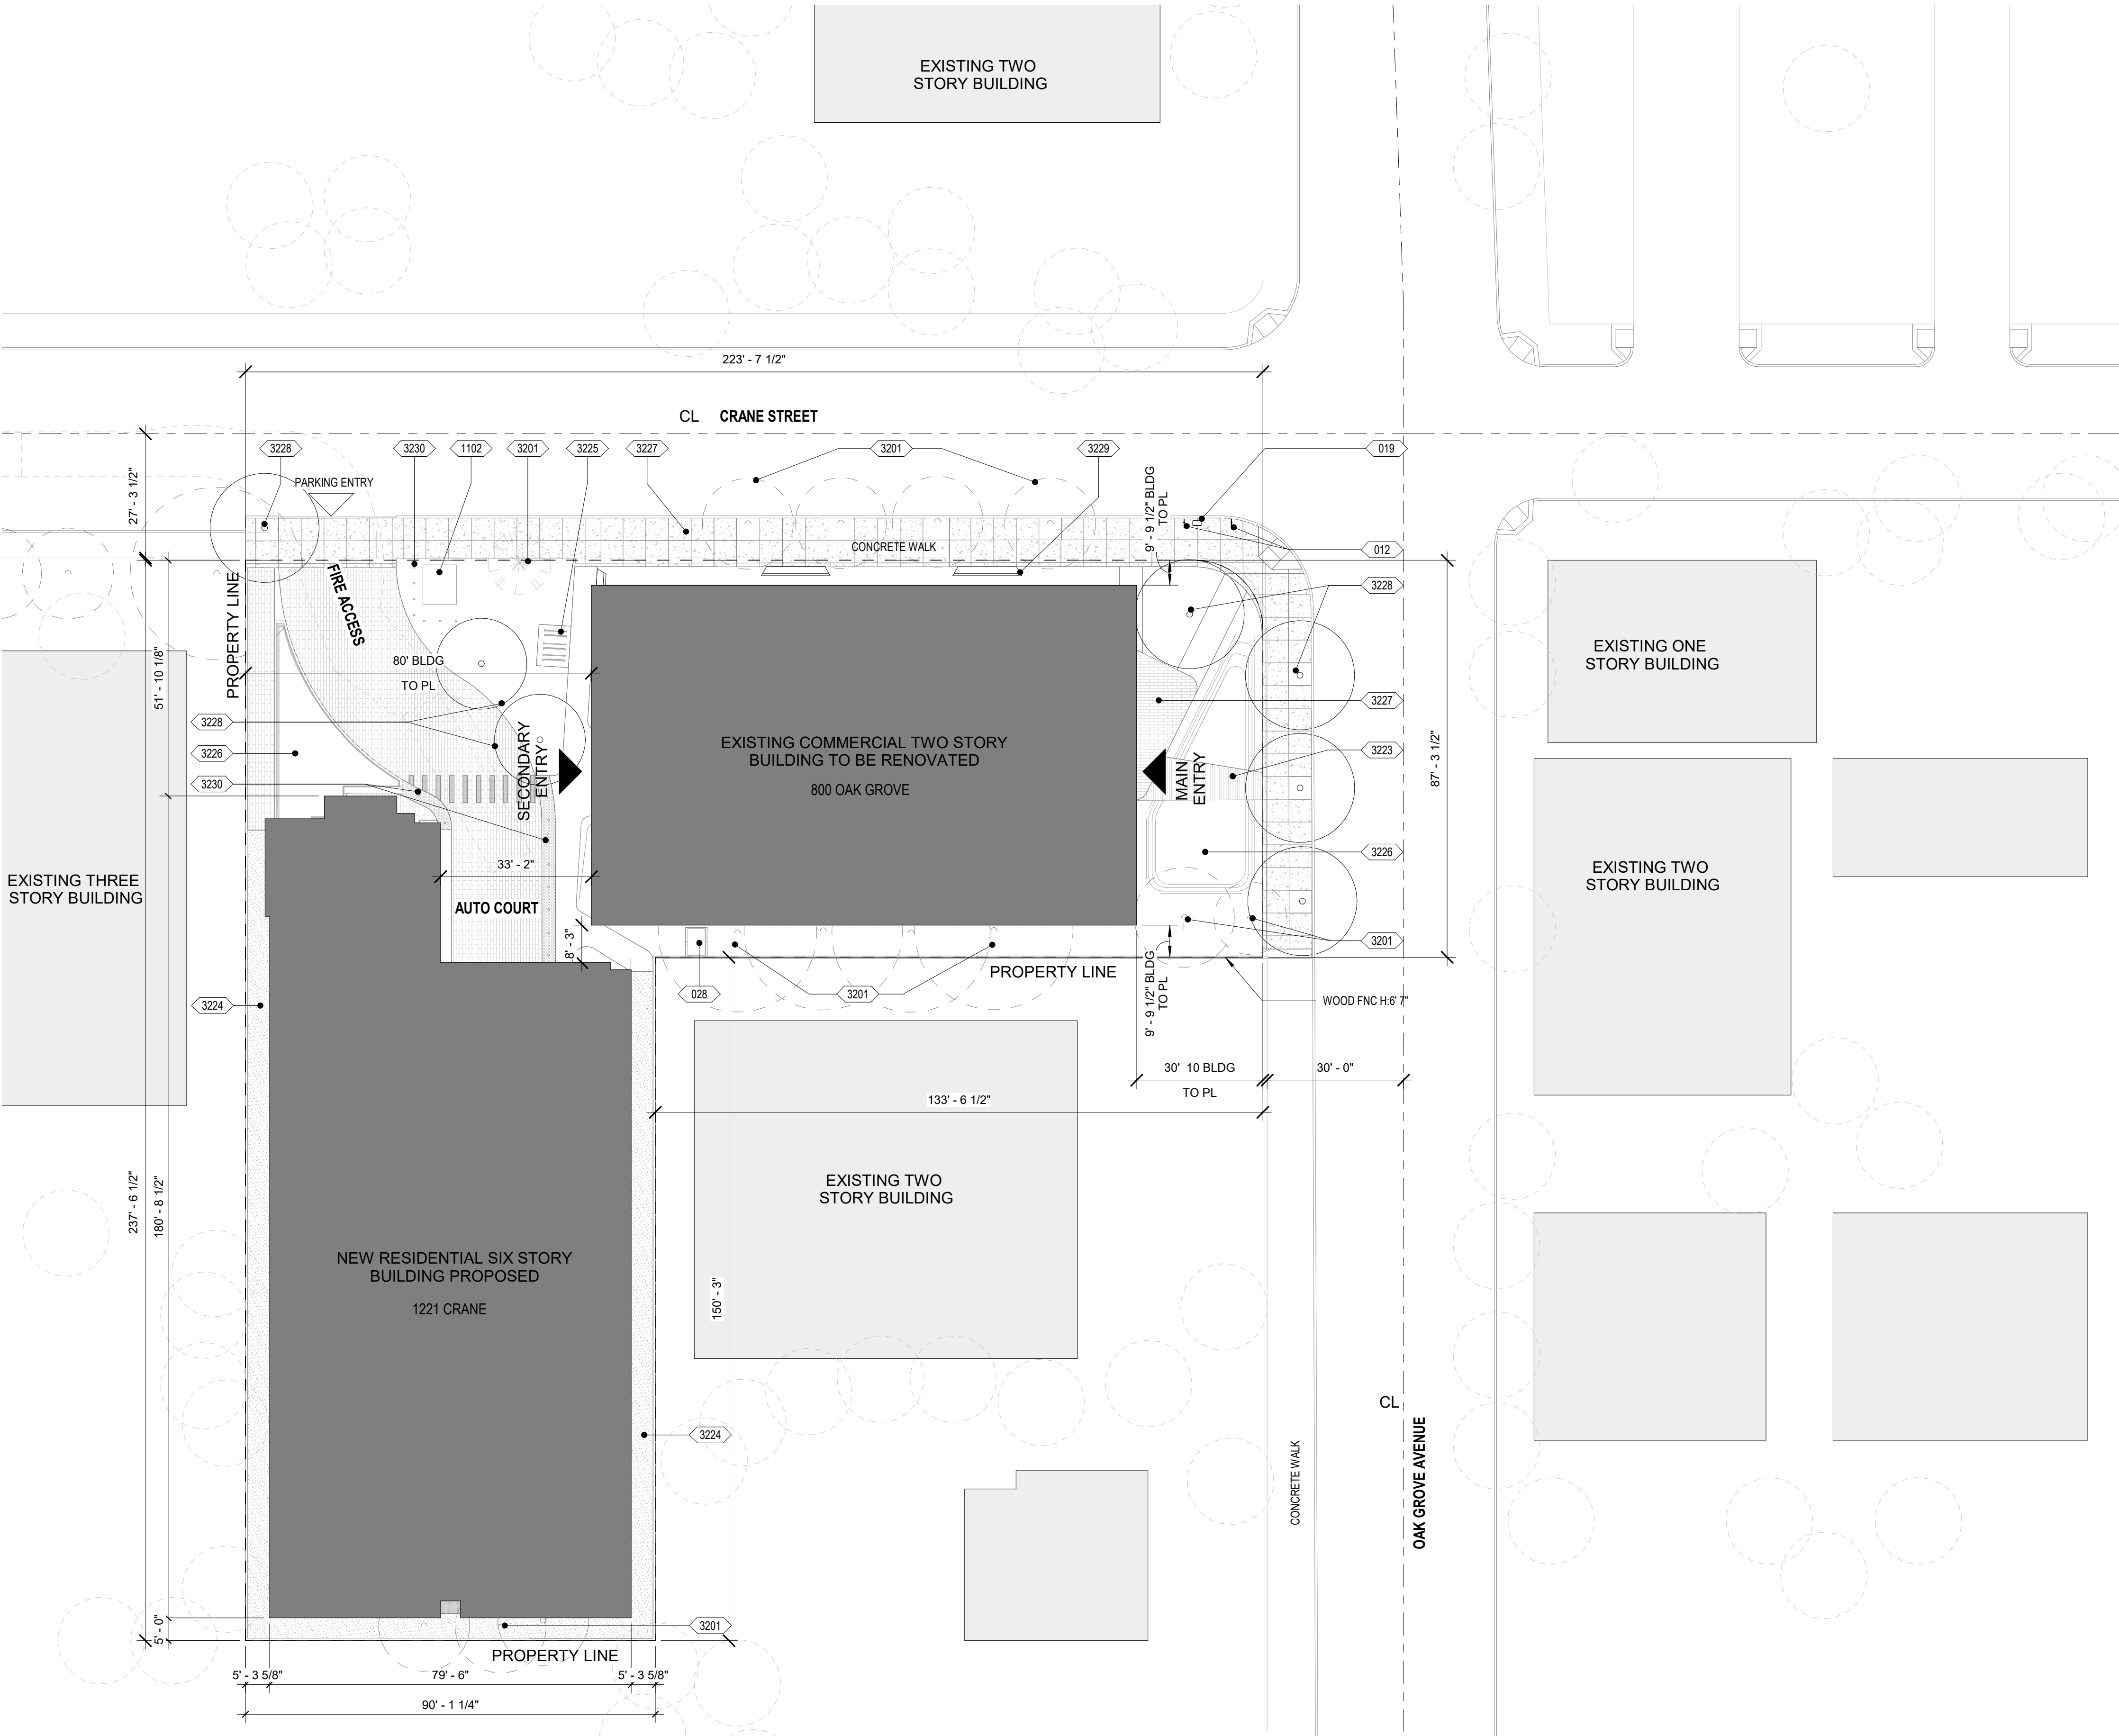 EXISTING TWO
STORY BUILDING
223' - 7 1/2"
CL CRANE STREET
3228
3230
1102
3201
3225
3227
3201
3229
019
PARKING ENTRY
27' - 3 1/2"
9' - 9 1/2" BLDG
TO PL
CONCRETE WALK
012
FIRE ACCESS
PROPERTY LINE
3228
EXISTING ONE
STORY BUILDING
51' - 10 1/8"
80' BLDG
TO PL
3227
3228
3226
3230
SECONDARY
ENTRY
EXISTING COMMERCIAL TWO STORY
BUILDING TO BE RENOVATED
800 OAK GROVE
MAIN
ENTRY
3223
87' - 3 1/2"
3226
33' - 2"
EXISTING THREE
STORY BUILDING
AUTO COURT
EXISTING TWO
STORY BUILDING
8' - 3"
3201
028
3201
PROPERTY LINE
9' - 9 1/2" BLDG
TO PL
WOOD FNC H:6' 7"
3224
30' 10 BLDG
TO PL
30' - 0"
133' - 6 1/2"
237' - 6 1/2"
180' - 8 1/2"
EXISTING TWO
STORY BUILDING
NEW RESIDENTIAL SIX STORY
BUILDING PROPOSED
1221 CRANE
150' - 3"
CL
OAK GROVE AVENUE
CONCRETE WALK
3224
5' - 0"
3201
PROPERTY LINE
5' - 3 5/8"
79' - 6"
5' - 3 5/8"
90' - 1 1/4"